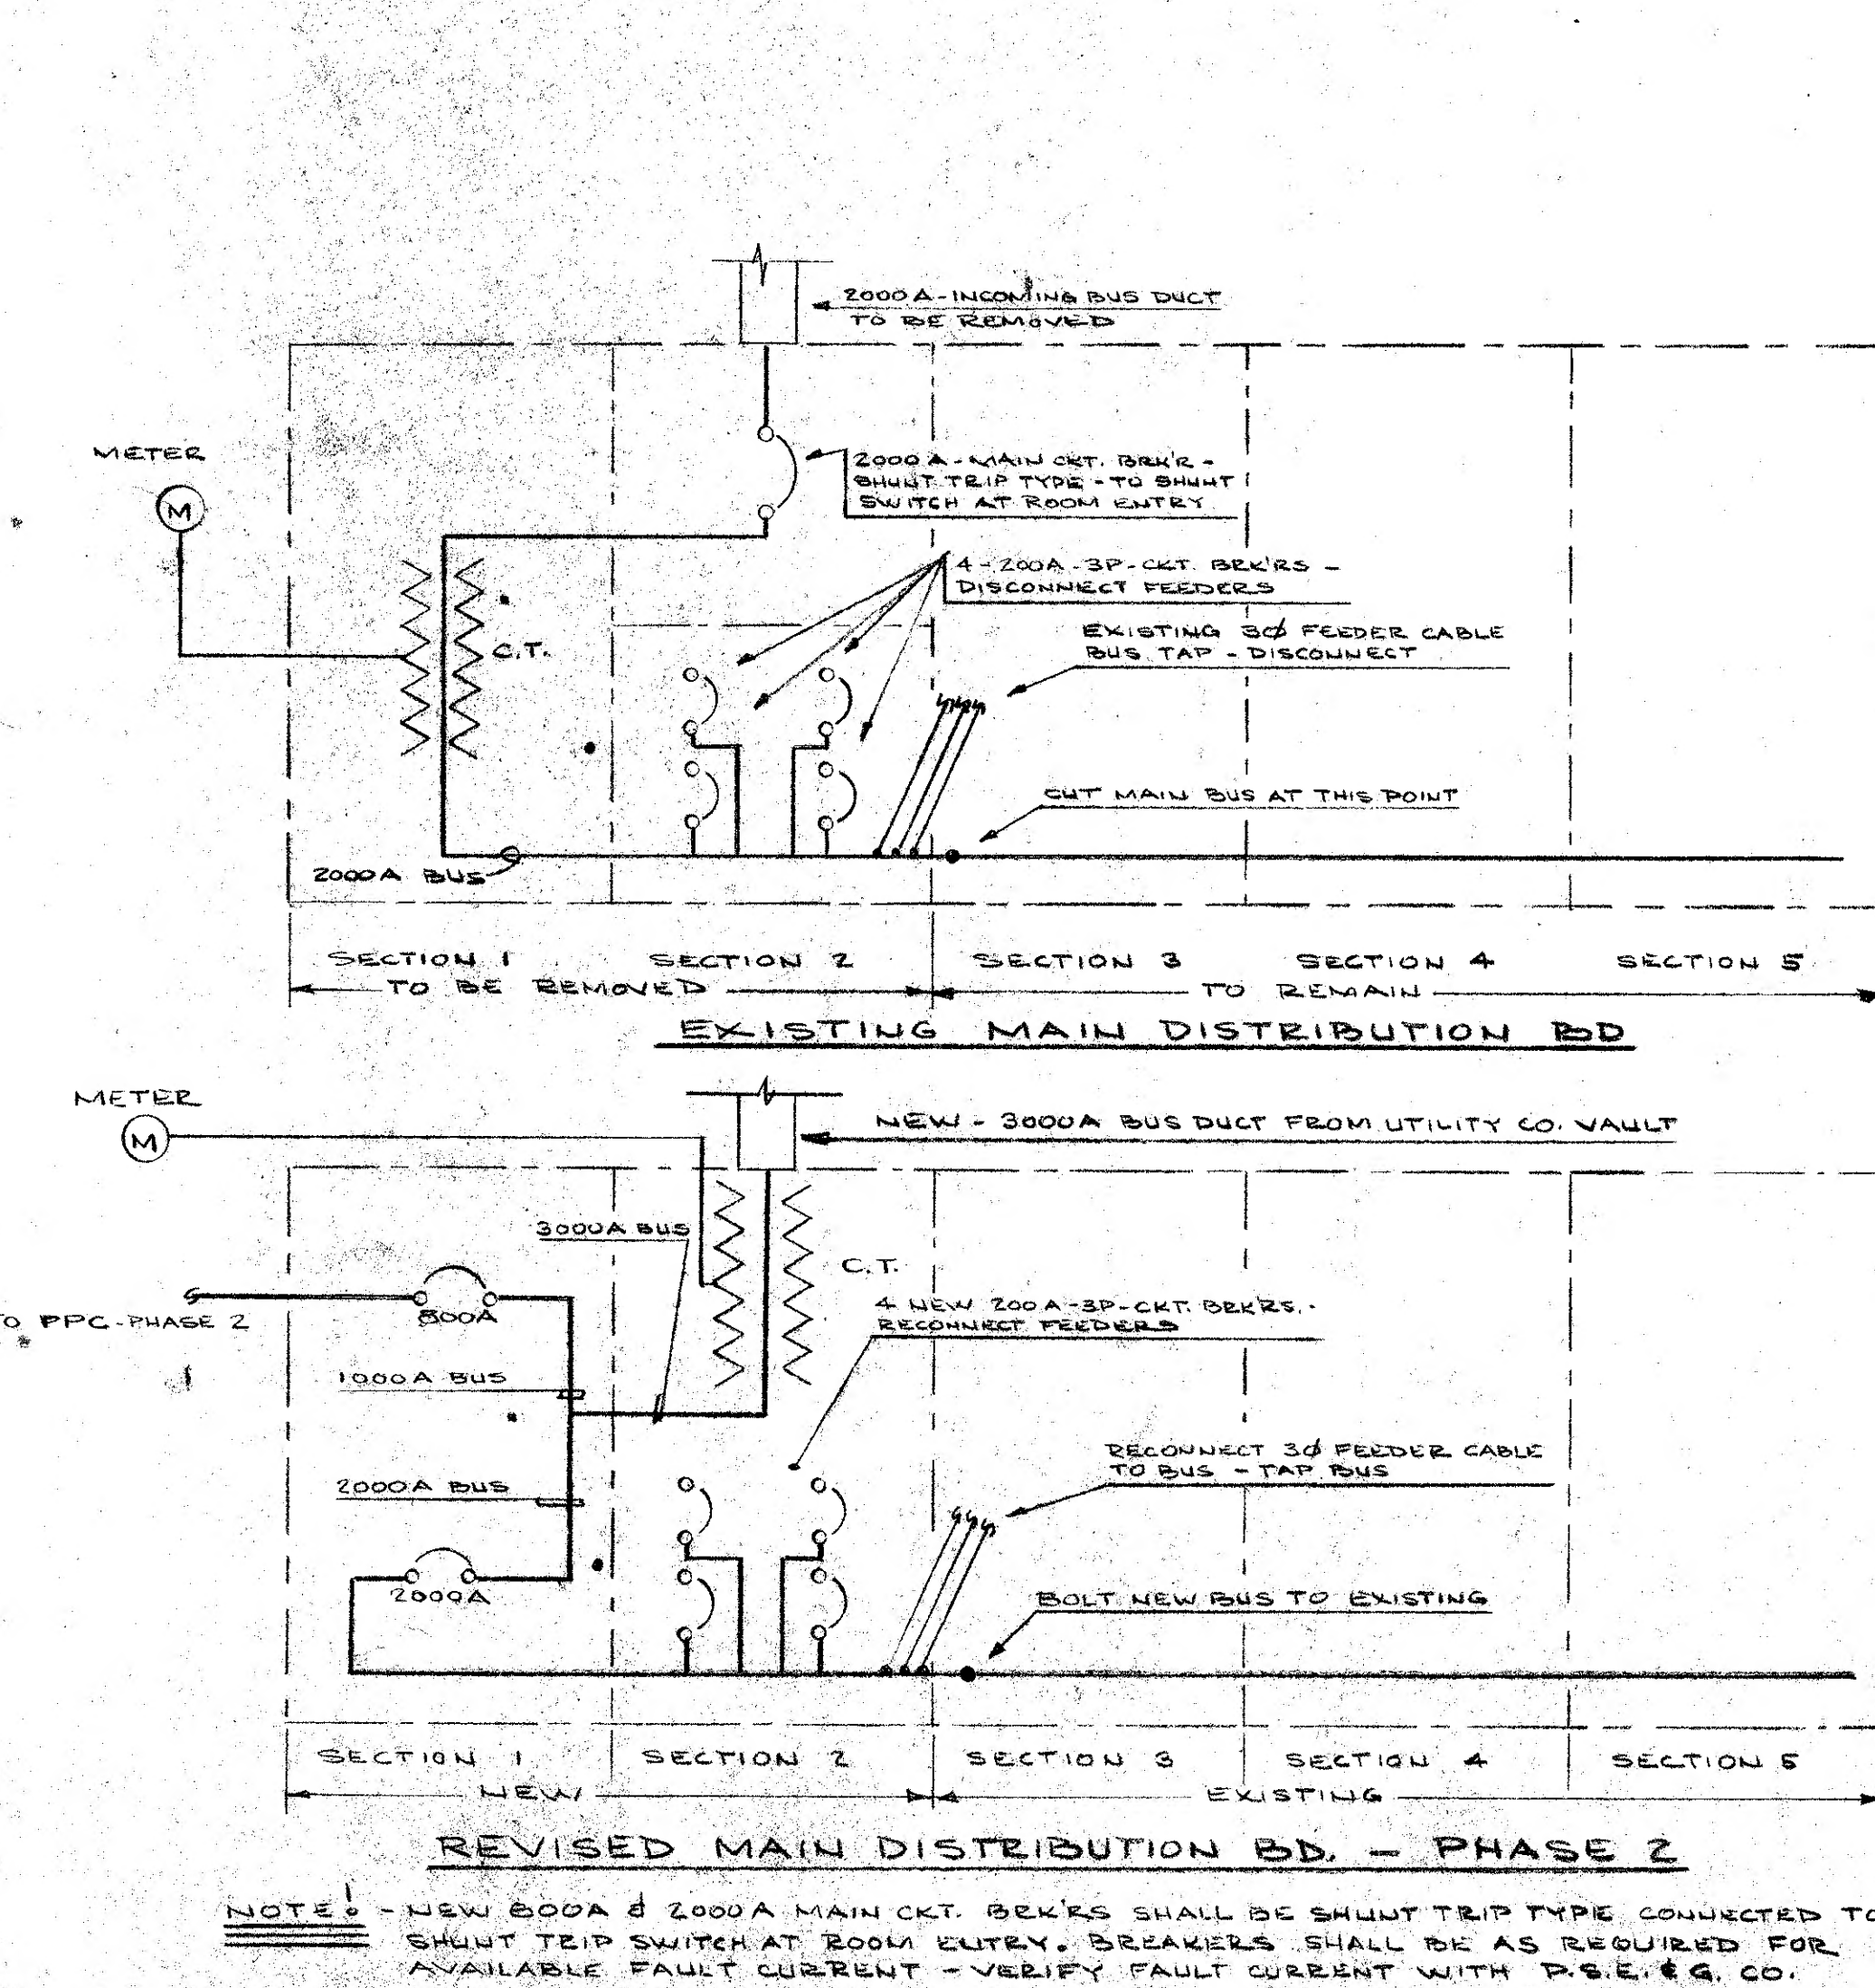 2000A-INCOMING BUS DUCT
TO BE REMOVED
METER
M
2000A-MAIN CKT. BRK'R-
SHUNT TRIP TYPE-TO SHUNT
SWITCH AT ROOM ENTRY
4-200A-3P-CKT. BRK'RS -
DISCONNECT FEEDERS
EXISTING 3Ø FEEDER CABLE
BUS TAP - DISCONNECT
C.T.
CUT MAIN BUS AT THIS POINT
2000A BUS
SECTION 1 SECTION 2 SECTION 3 SECTION 4 SECTION 5
TO BE REMOVED TO REMAIN
EXISTING MAIN DISTRIBUTION BD
METER
M
NEW - 3000A BUS DUCT FROM UTILITY CO. VAULT
3000A BUS
C.T.
800A
4 NEW 200A-3P-CKT. BRK'RS.-
RECONNECT FEEDERS
PPC-PHASE 2
1000A BUS
RECONNECT 3Ø FEEDER CABLE
TO BUS - TAP BUS
2000A BUS
2000A
BOLT NEW BUS TO EXISTING
SECTION 1 SECTION 2 SECTION 3 SECTION 4 SECTION 5
NEW EXISTING
REVISED MAIN DISTRIBUTION BD. - PHASE 2
NOTE! - NEW 800A & 2000A MAIN CKT. BRK'RS SHALL BE SHUNT TRIP TYPE CONNECTED TO
SHUNT TRIP SWITCH AT ROOM ENTRY. BREAKERS SHALL BE AS REQUIRED FOR
AVAILABLE FAULT CURRENT - VERIFY FAULT CURRENT WITH P.S.E.&G. CO.